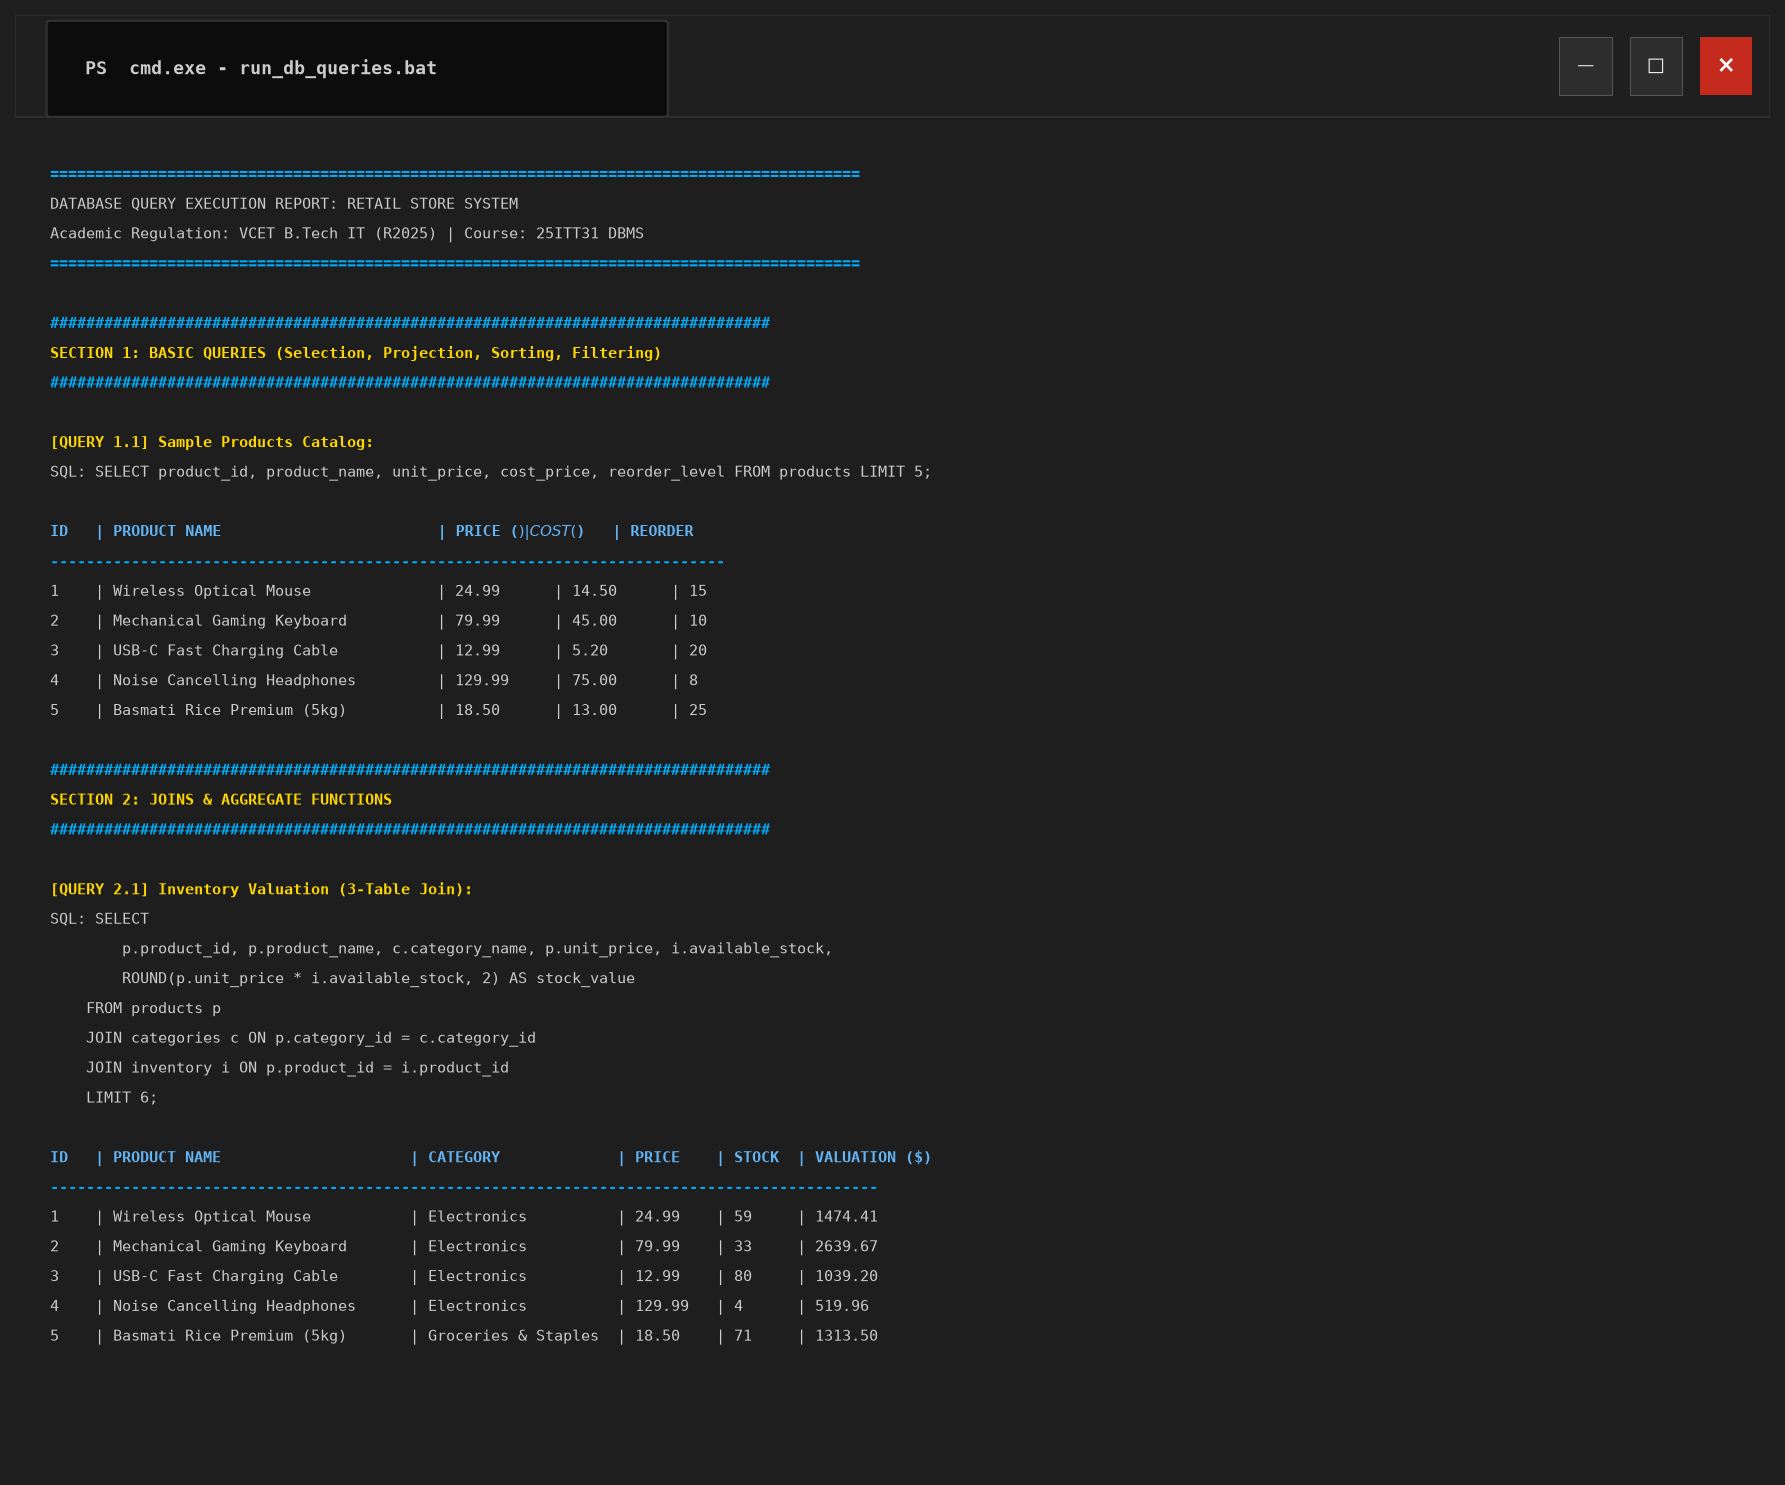 PS  cmd.exe - run_db_queries.bat
— □ ×
==========================================================================================
DATABASE QUERY EXECUTION REPORT: RETAIL STORE SYSTEM
Academic Regulation: VCET B.Tech IT (R2025) | Course: 25ITT31 DBMS
==========================================================================================
################################################################################
SECTION 1: BASIC QUERIES (Selection, Projection, Sorting, Filtering)
################################################################################
[QUERY 1.1] Sample Products Catalog:
SQL: SELECT product_id, product_name, unit_price, cost_price, reorder_level FROM products LIMIT 5;
ID   | PRODUCT NAME                        | PRICE ()|COST()   | REORDER
---------------------------------------------------------------------------
1    | Wireless Optical Mouse              | 24.99      | 14.50      | 15
2    | Mechanical Gaming Keyboard          | 79.99      | 45.00      | 10
3    | USB-C Fast Charging Cable           | 12.99      | 5.20       | 20
4    | Noise Cancelling Headphones         | 129.99     | 75.00      | 8
5    | Basmati Rice Premium (5kg)          | 18.50      | 13.00      | 25
################################################################################
SECTION 2: JOINS & AGGREGATE FUNCTIONS
################################################################################
[QUERY 2.1] Inventory Valuation (3-Table Join):
SQL: SELECT
        p.product_id, p.product_name, c.category_name, p.unit_price, i.available_stock,
        ROUND(p.unit_price * i.available_stock, 2) AS stock_value
    FROM products p
    JOIN categories c ON p.category_id = c.category_id
    JOIN inventory i ON p.product_id = i.product_id
    LIMIT 6;
ID   | PRODUCT NAME                     | CATEGORY             | PRICE    | STOCK  | VALUATION ($)
--------------------------------------------------------------------------------------------
1    | Wireless Optical Mouse           | Electronics          | 24.99    | 59     | 1474.41
2    | Mechanical Gaming Keyboard       | Electronics          | 79.99    | 33     | 2639.67
3    | USB-C Fast Charging Cable        | Electronics          | 12.99    | 80     | 1039.20
4    | Noise Cancelling Headphones      | Electronics          | 129.99   | 4      | 519.96
5    | Basmati Rice Premium (5kg)       | Groceries & Staples  | 18.50    | 71     | 1313.50